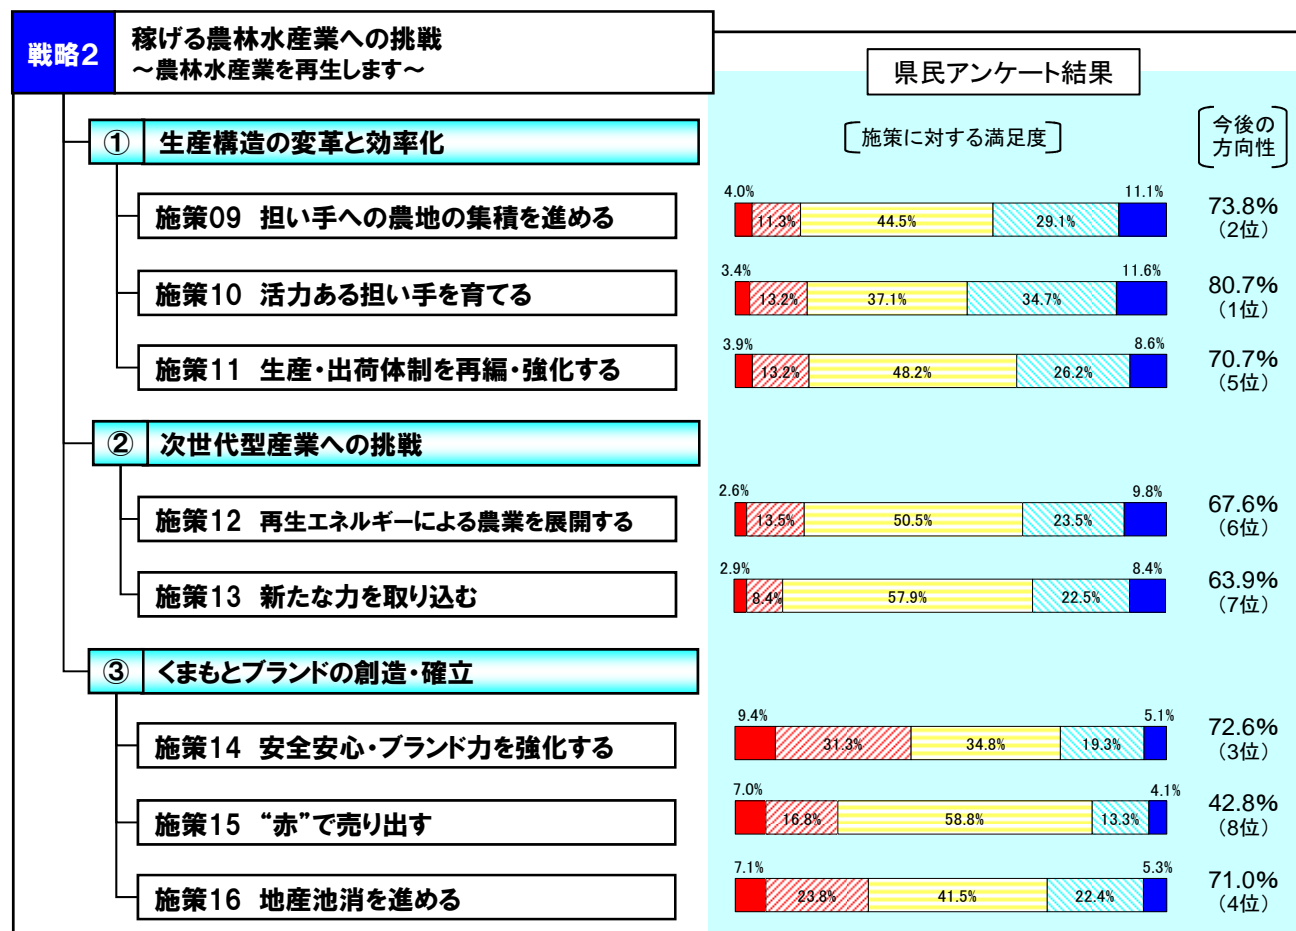 戦略2
稼げる農林水産業への挑戦
～農林水産業を再生します～
県民アンケート結果
施策に対する満足度
今後の
方向性
① 生産構造の変革と効率化
施策09 担い手への農地の集積を進める
4.0% 11.3% 44.5% 29.1% 11.1%
73.8%
（2位）
施策10 活力ある担い手を育てる
3.4% 13.2% 37.1% 34.7% 11.6%
80.7%
（1位）
施策11 生産・出荷体制を再編・強化する
3.9% 13.2% 48.2% 26.2% 8.6%
70.7%
（5位）
② 次世代型産業への挑戦
施策12 再生エネルギーによる農業を展開する
2.6% 13.5% 50.5% 23.5% 9.8%
67.6%
（6位）
施策13 新たな力を取り込む
2.9% 8.4% 57.9% 22.5% 8.4%
63.9%
（7位）
③ くまもとブランドの創造・確立
施策14 安全安心・ブランド力を強化する
9.4% 31.3% 34.8% 19.3% 5.1%
72.6%
（3位）
施策15 “赤”で売り出す
7.0% 16.8% 58.8% 13.3% 4.1%
42.8%
（8位）
施策16 地産池消を進める
7.1% 23.8% 41.5% 22.4% 5.3%
71.0%
（4位）